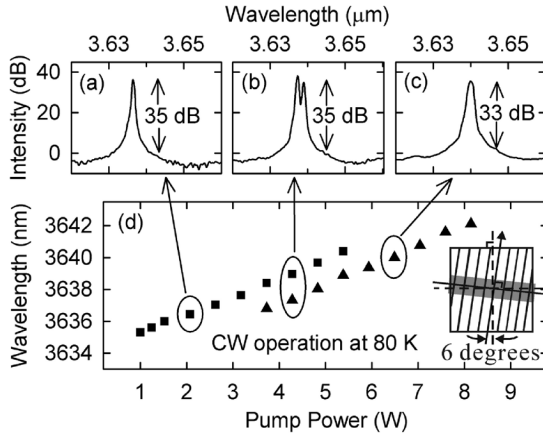 Wavelength (μm)
3.63 3.65 3.63 3.65 3.63 3.65
Intensity (dB)
40
20
0
(a)
35 dB
(b)
35 dB
(c)
33 dB
Wavelength (nm)
3642
3640
3638
3636
3634
(d)
CW operation at 80 K
6 degrees
1 2 3 4 5 6 7 8 9
Pump Power (W)